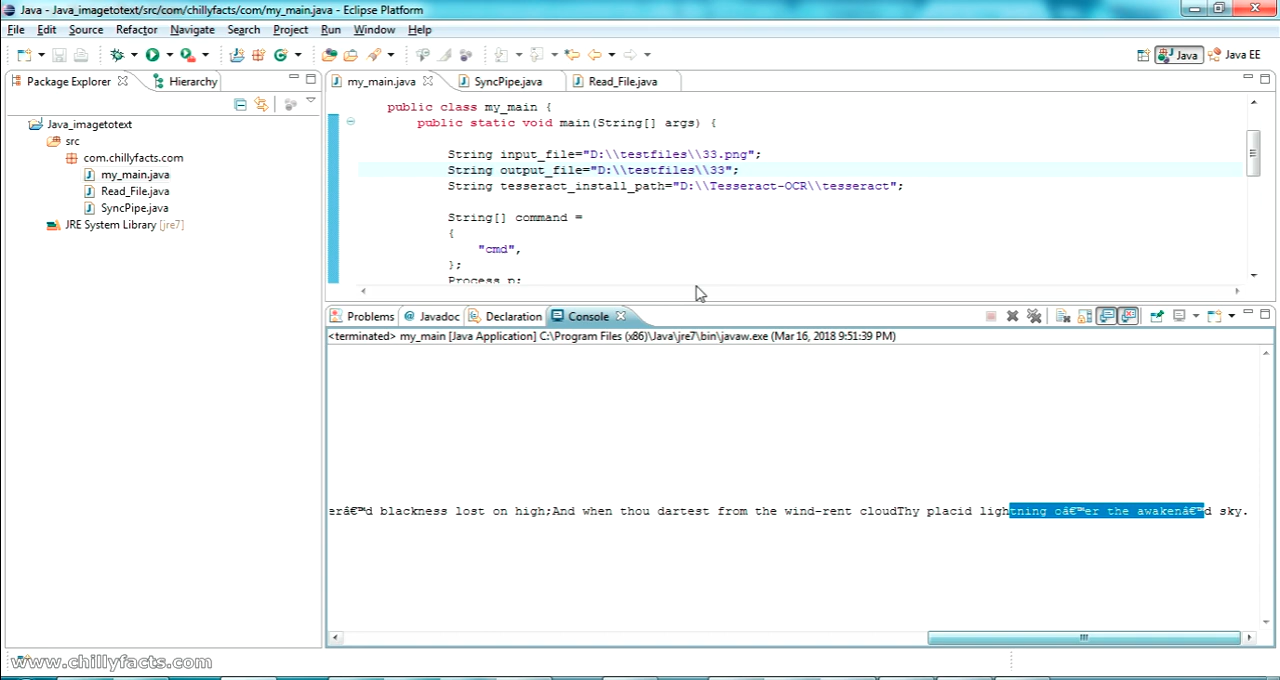 Java - Java_imagetotext/src/com/chillyfacts/com/my_main.java - Eclipse Platform
File Edit Source Refactor Navigate Search Project Run Window Help
Java Java EE
Package Explorer Hierarchy
my_main.java SyncPipe.java Read_File.java
Java_imagetotext
src
com.chillyfacts.com
my_main.java
Read_File.java
SyncPipe.java
JRE System Library [jre7]
public class my_main {
public static void main(String[] args) {
String input_file="D:\\testfiles\\33.png";
String output_file="D:\\testfiles\\33";
String tesseract_install_path="D:\\Tesseract-OCR\\tesseract";
String[] command =
{
"cmd",
};
Process p;
Problems Javadoc Declaration Console
<terminated> my_main [Java Application] C:\Program Files (x86)\Java\jre7\bin\javaw.exe (Mar 16, 2018 9:51:39 PM)
erâ€™d blackness lost on high;And when thou dartest from the wind-rent cloudThy placid lightning oâ€™er the awakenâ€™d sky.
www.chillyfacts.com